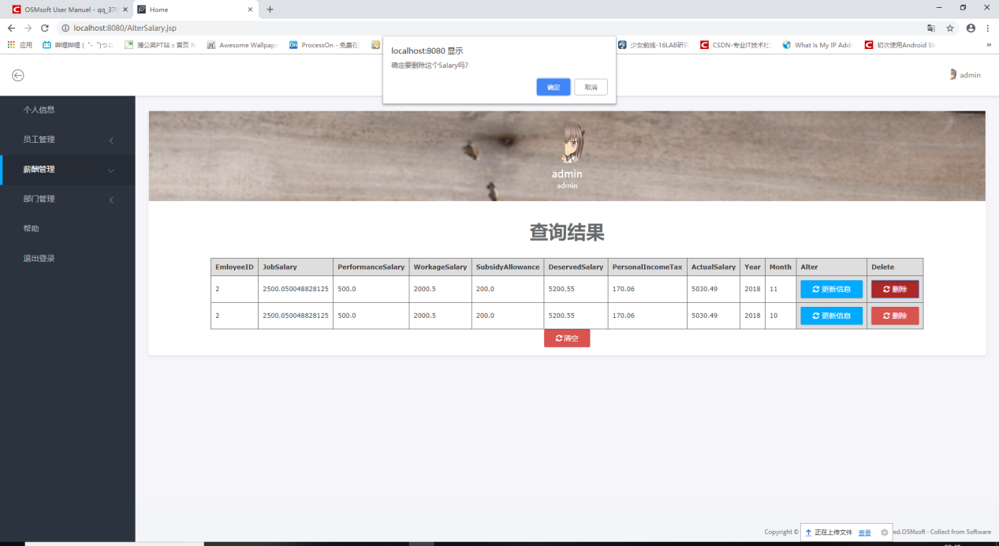 OSMsoft User Manuel - qq_370
Home
localhost:8080/AlterSalary.jsp
应用
哔哩哔哩 ( ゜- ゜)つロ
蒲公英PT站 :: 首页 N
Awesome Wallpape
ProcessOn - 免费在
少女前线-16LAB研究
CSDN-专业IT技术社
What Is My IP Addr
初次使用Android St
»
localhost:8080 显示
确定要删除这个Salary吗?
确定 取消
admin
个人信息
员工管理
薪酬管理
部门管理
帮助
退出登录
admin
admin
查询结果
EmloyeeID JobSalary PerformanceSalary WorkageSalary SubsidyAllowance DeservedSalary PersonalIncomeTax ActualSalary Year Month Alter Delete
2 2500.050048828125 500.0 2000.5 200.0 5200.55 170.06 5030.49 2018 11 更新信息 删除
2 2500.050048828125 500.0 2000.5 200.0 5200.55 170.06 5030.49 2018 10 更新信息 删除
清空
Copyright © ed.OSMsoft - Collect from Software
正在上传文件 查看